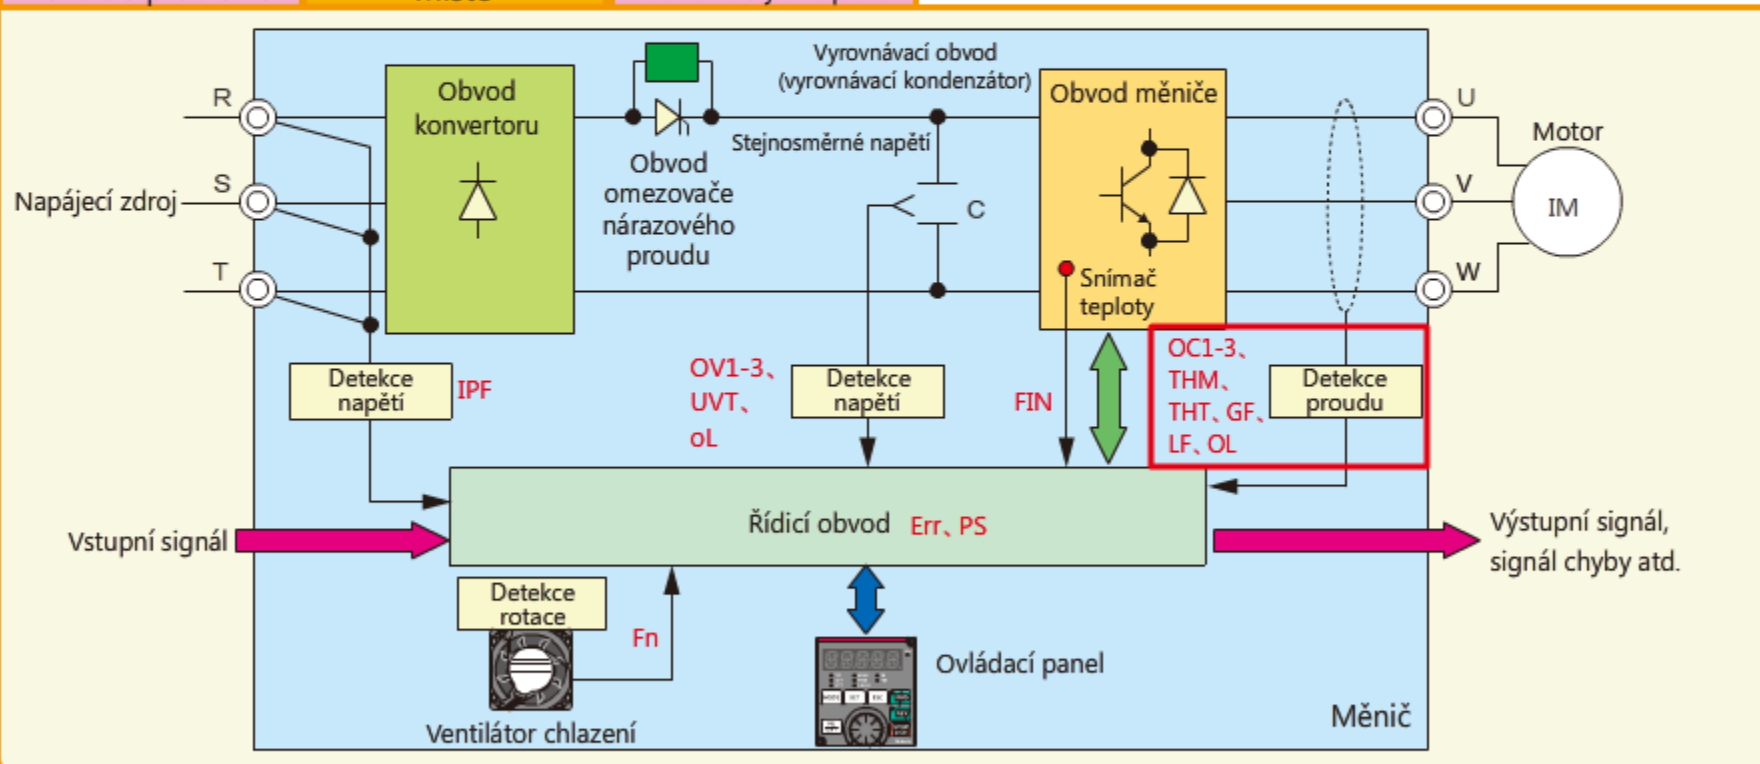 Vyrovnávací obvod
(vyrovnávací kondenzátor)
Obvod
konvertoru
Obvod měniče
R
U
Motor
Stejnosměrné napětí
Obvod
omezovače
nárazového
proudu
Napájecí zdroj
S
C
V
IM
T
Snímač
teploty
W
Detekce
napětí
IPF
OV1-3、
UVT、
oL
Detekce
napětí
FIN
OC1-3、
THM、
THT、GF、
LF、OL
Detekce
proudu
Vstupní signál
Řídicí obvod
Err、PS
Výstupní signál,
signál chyby atd.
Detekce
rotace
Fn
Ovládací panel
Ventilátor chlazení
Měnič